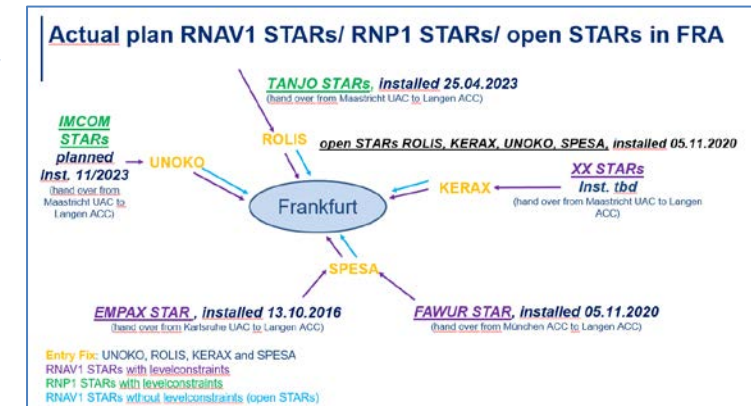 Actual plan RNAV1 STARs/ RNP1 STARs/ open STARs in FRA
TANJO STARs, installed 25.04.2023
(hand over from Maastricht UAC to Langen ACC)
IMCOM
STARs
planned
Inst. 11/2023
(hand over from
Maastricht UAC to
Langen ACC)
UNOKO
ROLIS
open STARs ROLIS, KERAX, UNOKO, SPESA, installed 05.11.2020
XX STARs
Inst. tbd
(hand over from Maastricht UAC to Langen
ACC)
KERAX
Frankfurt
SPESA
EMPAX STAR , installed 13.10.2016
(hand over from Karlsruhe UAC to Langen ACC)
FAWUR STAR, installed 05.11.2020
(hand over from München ACC to Langen ACC)
Entry Fix: UNOKO, ROLIS, KERAX and SPESA
RNAV1 STARs with levelconstraints
RNP1 STARs with levelconstraints
RNAV1 STARs without levelconstraints (open STARs)